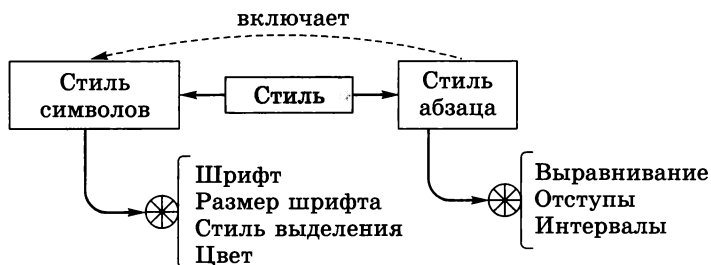 включает
Стиль
символов
Стиль
Стиль
абзаца
Шрифт
Размер шрифта
Стиль выделения
Цвет
Выравнивание
Отступы
Интервалы